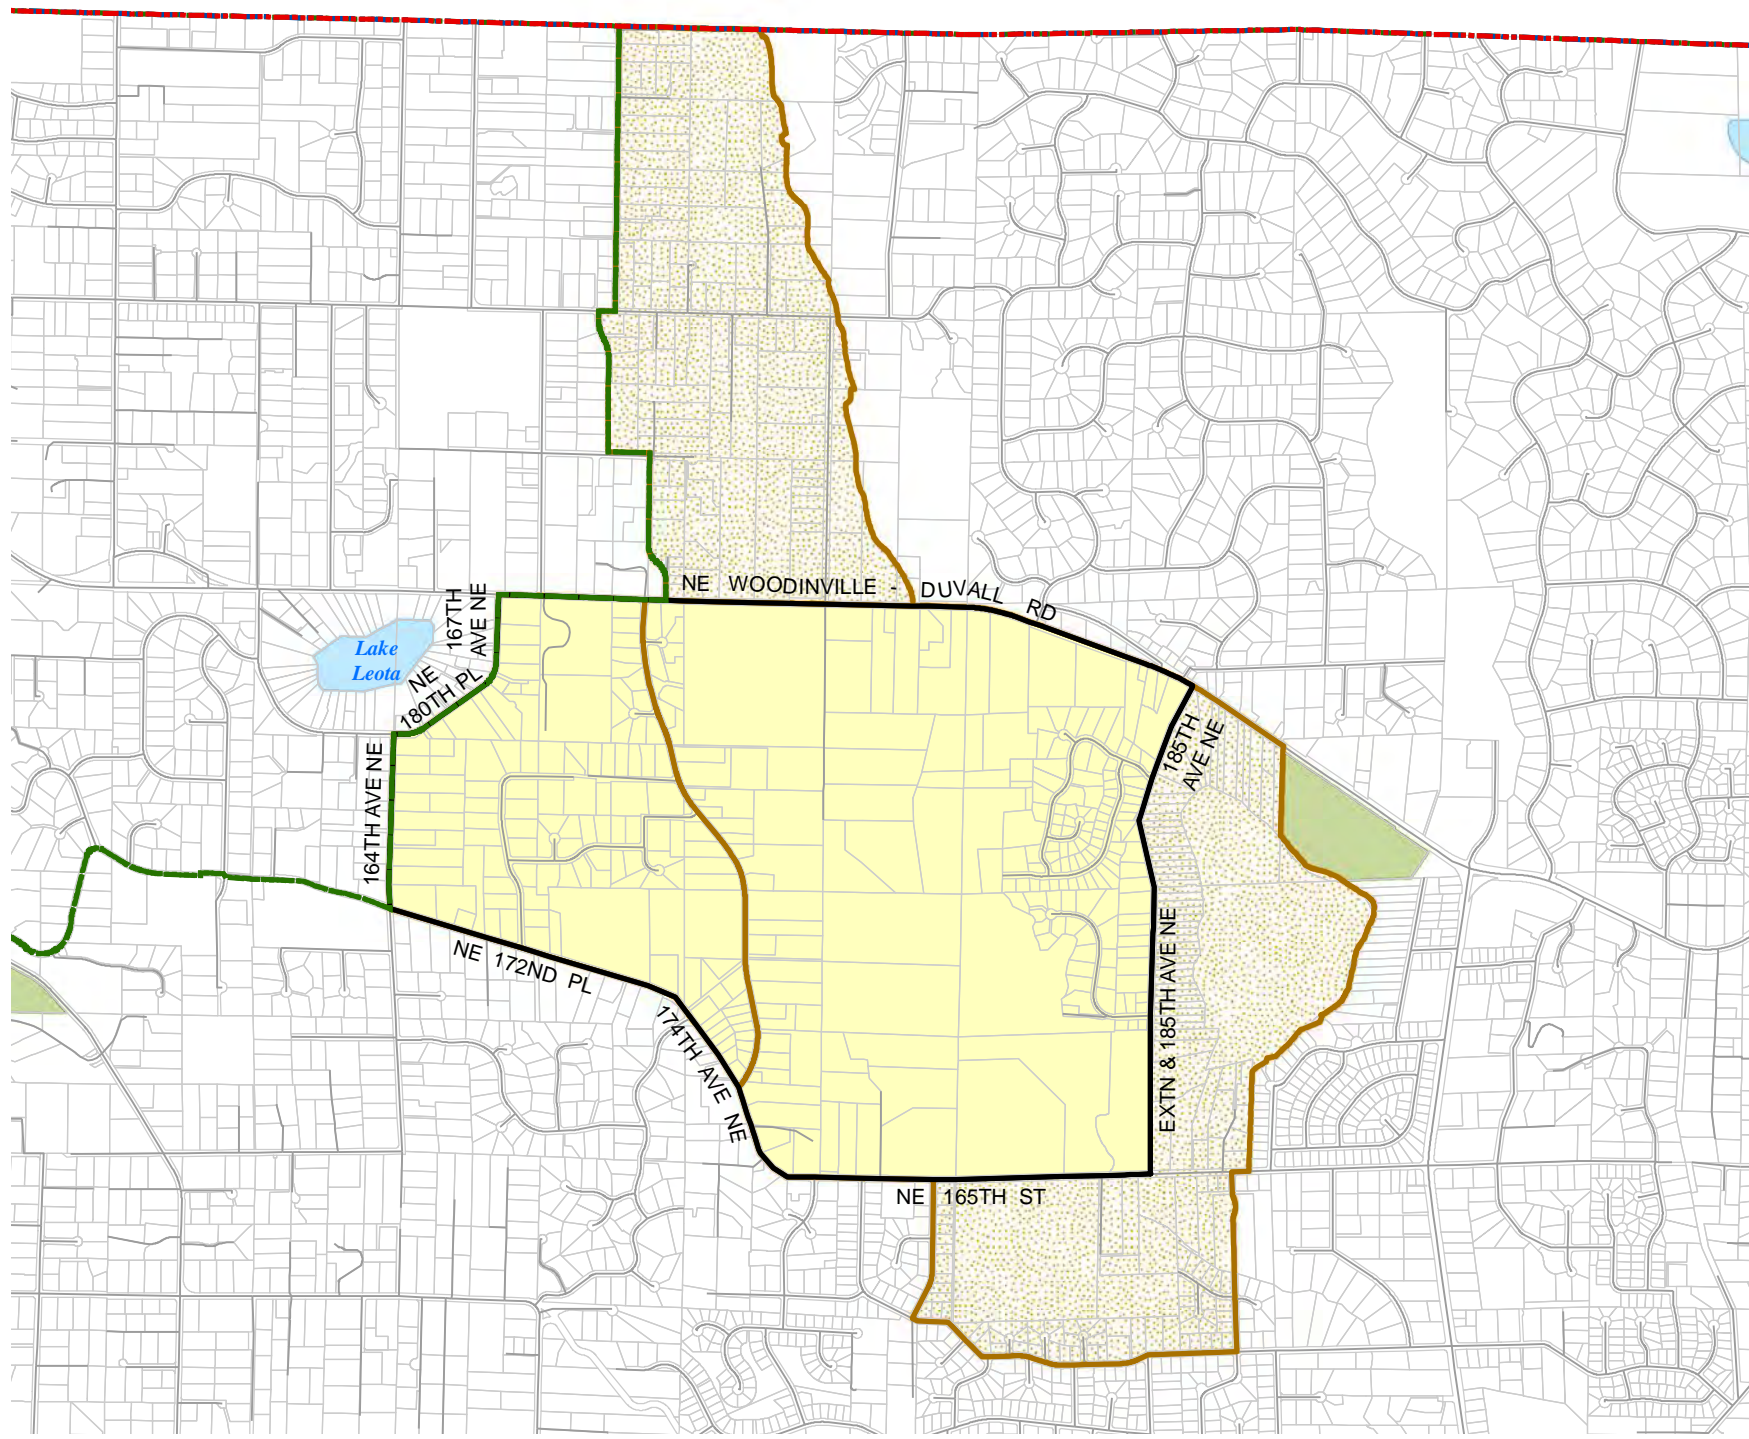 NE WOODINVILLE - DUVALL RD
167TH
AVE NE
Lake
Leota
NE
180TH PL
185TH
AVE NE
164TH AVE NE
NE 172ND PL
EXTN & 185TH AVE NE
174TH AVE NE
NE 165TH ST